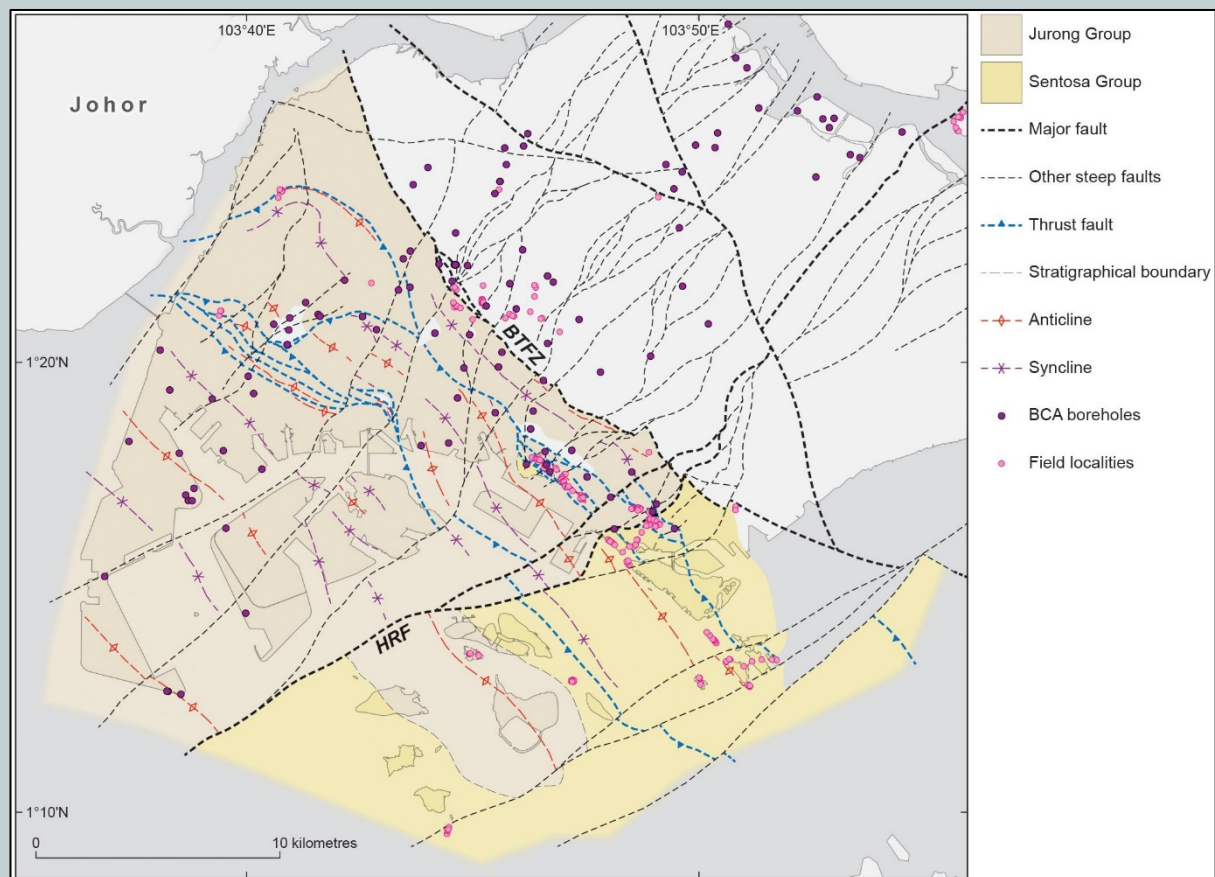 103°40'E
103°50'E
Johor
1°20'N
1°10'N
BTFZ
HRF
0
10 kilometres
Jurong Group
Sentosa Group
Major fault
Other steep faults
Thrust fault
Stratigraphical boundary
Anticline
Syncline
BCA boreholes
Field localities